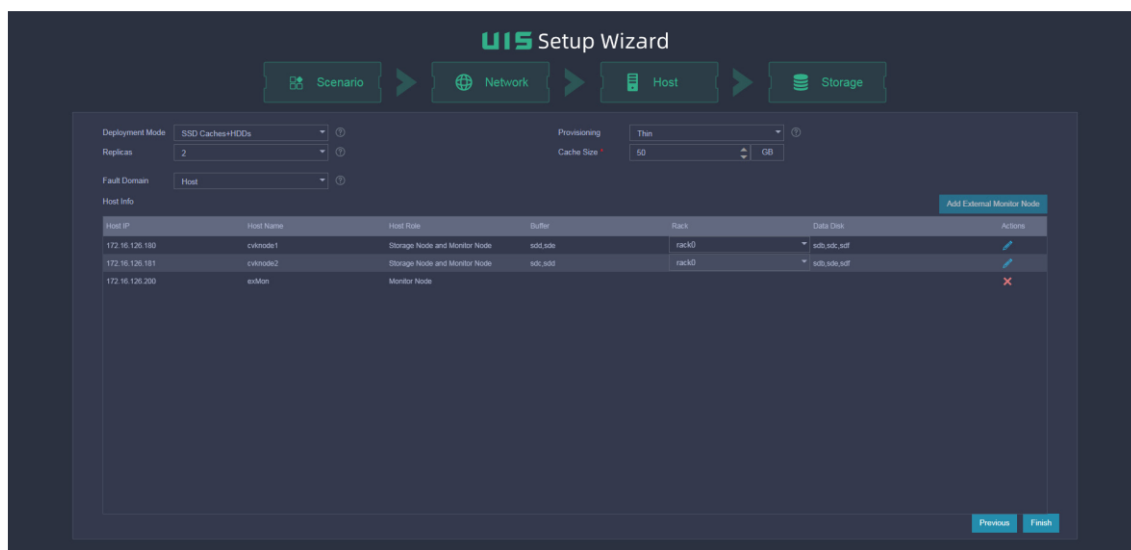 UIS Setup Wizard
Scenario Network Host Storage
Deployment Mode SSD Caches+HDDs Provisioning Thin
Replicas 2 Cache Size * 50 GB
Fault Domain Host
Host Info Add External Monitor Node
Host IP Host Name Host Role Buffer Rack Data Disk Actions
172.16.126.180 cvknode1 Storage Node and Monitor Node sdd,sde rack0 sdb,sdc,sdf
172.16.126.181 cvknode2 Storage Node and Monitor Node sdc,sdd rack0 sdb,sde,sdf
172.16.126.200 exMon Monitor Node
Previous Finish